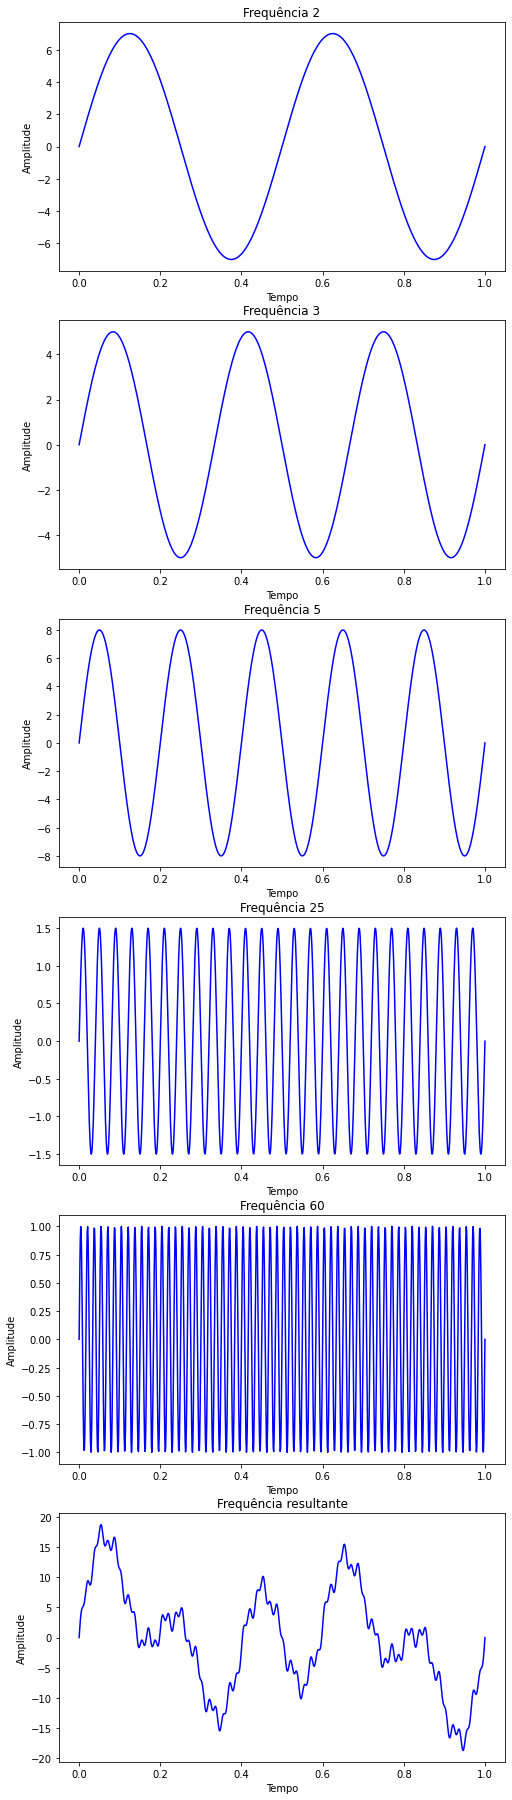 Frequência 2
6
4
2
0
−2
−4
−6
Amplitude
0.0 0.2 0.4 0.6 0.8 1.0
Tempo
Frequência 3
4
2
0
−2
−4
Amplitude
0.0 0.2 0.4 0.6 0.8 1.0
Tempo
Frequência 5
8
6
4
2
0
−2
−4
−6
−8
Amplitude
0.0 0.2 0.4 0.6 0.8 1.0
Tempo
Frequência 25
1.5
1.0
0.5
0.0
−0.5
−1.0
−1.5
Amplitude
0.0 0.2 0.4 0.6 0.8 1.0
Tempo
Frequência 60
1.00
0.75
0.50
0.25
0.00
−0.25
−0.50
−0.75
−1.00
Amplitude
0.0 0.2 0.4 0.6 0.8 1.0
Tempo
Frequência resultante
20
15
10
5
0
−5
−10
−15
−20
Amplitude
0.0 0.2 0.4 0.6 0.8 1.0
Tempo